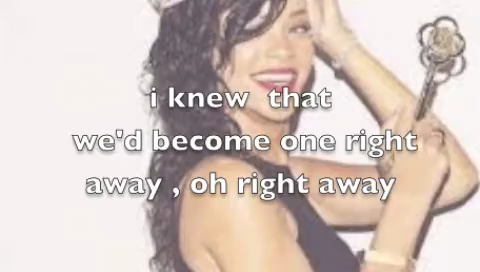 i knew  that
we'd become one right
away , oh right away